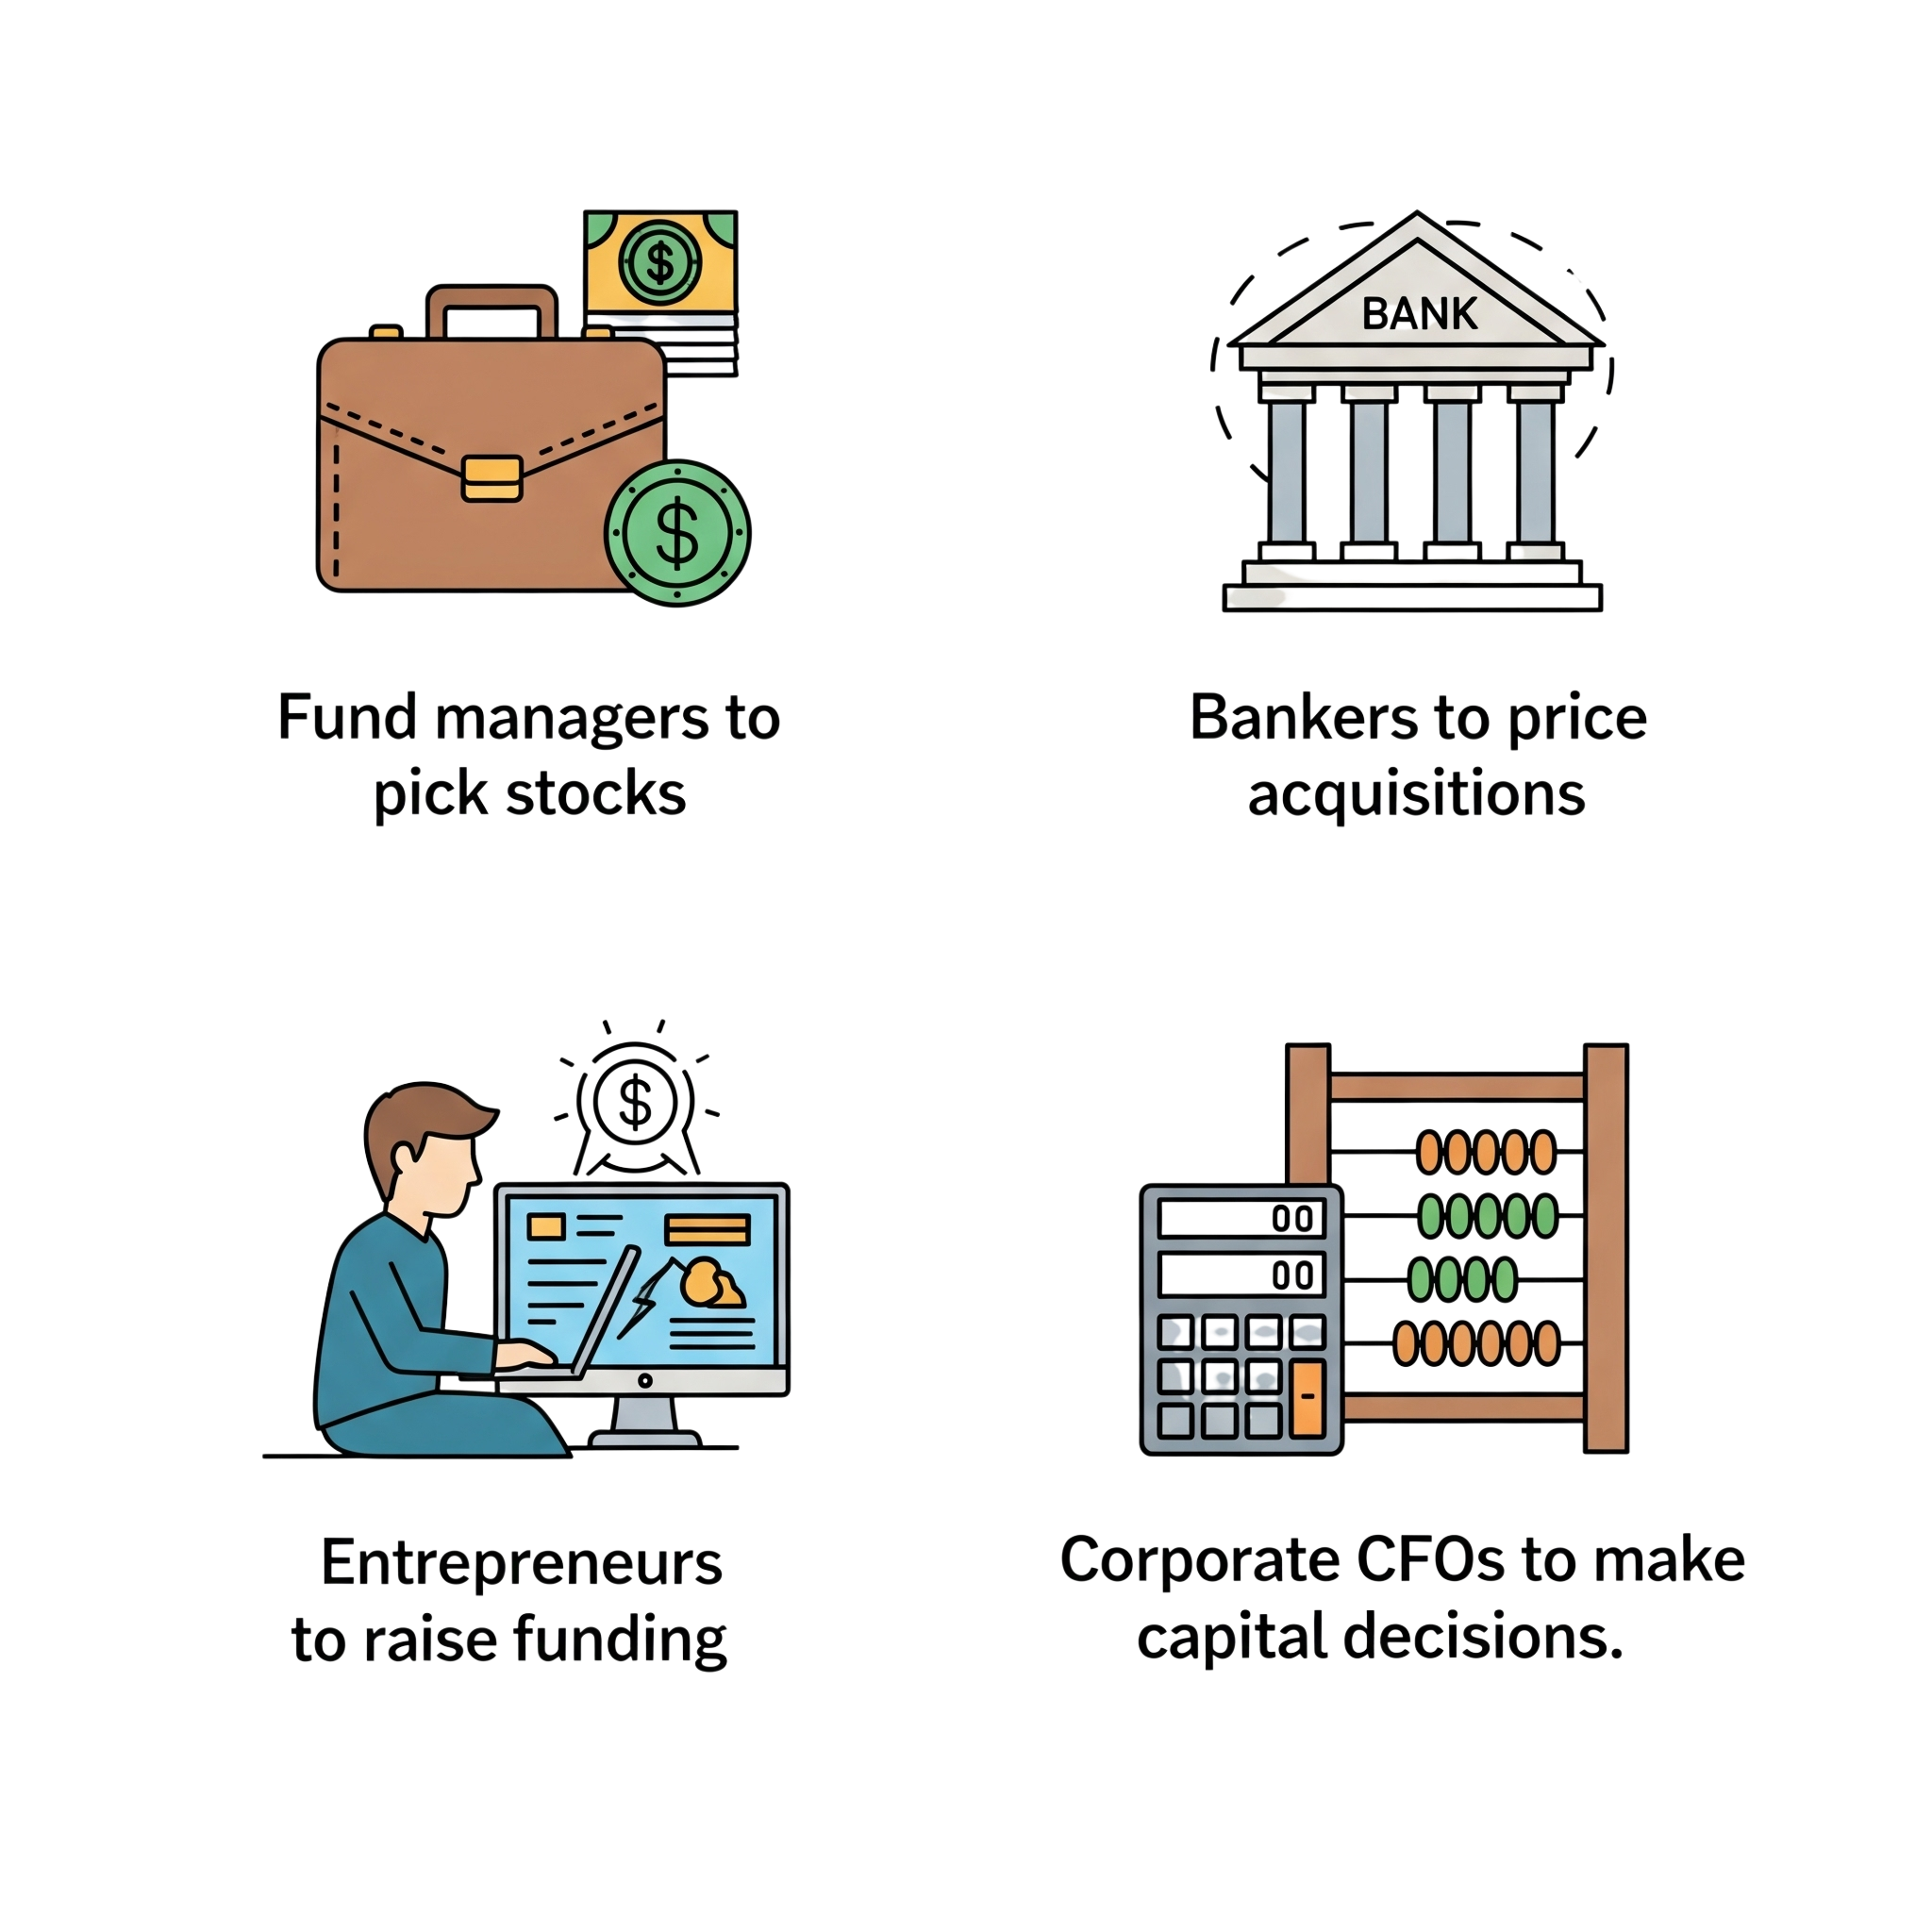 $
$
BANK
Fund managers to
pick stocks
Bankers to price
acquisitions
$
00
00
Entrepreneurs
to raise funding
Corporate CFOs to make
capital decisions.